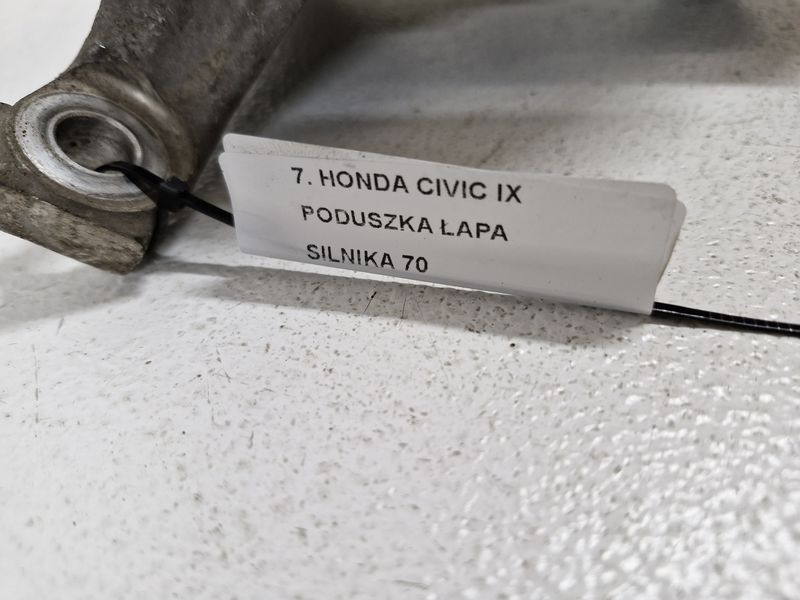 7. HONDA CIVIC IX
PODUSZKA ŁAPA
SILNIKA 70